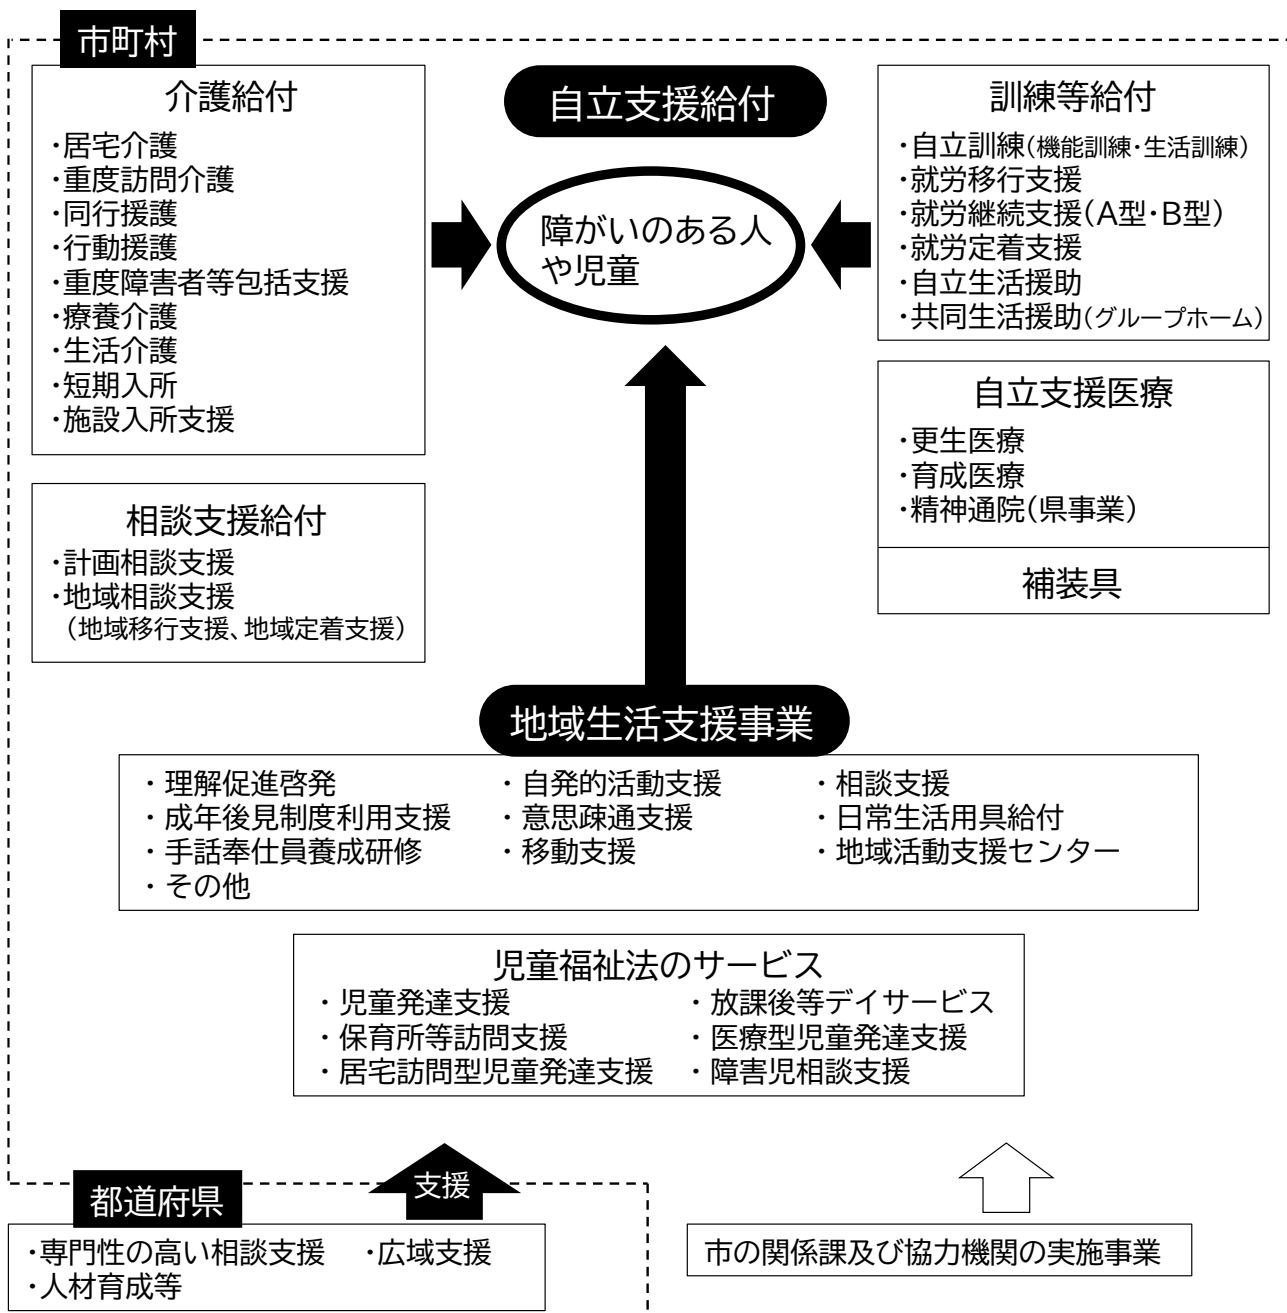 市町村
介護給付
・居宅介護
・重度訪問介護
・同行援護
・行動援護
・重度障害者等包括支援
・療養介護
・生活介護
・短期入所
・施設入所支援
相談支援給付
・計画相談支援
・地域相談支援
（地域移行支援、地域定着支援）
自立支援給付
障がいのある人
や児童
訓練等給付
・自立訓練（機能訓練・生活訓練）
・就労移行支援
・就労継続支援（A型・B型）
・就労定着支援
・自立生活援助
・共同生活援助（グループホーム）
自立支援医療
・更生医療
・育成医療
・精神通院（県事業）
補装具
地域生活支援事業
・理解促進啓発 ・自発的活動支援 ・相談支援
・成年後見制度利用支援 ・意思疎通支援 ・日常生活用具給付
・手話奉仕員養成研修 ・移動支援 ・地域活動支援センター
・その他
児童福祉法のサービス
・児童発達支援 ・放課後等デイサービス
・保育所等訪問支援 ・医療型児童発達支援
・居宅訪問型児童発達支援 ・障害児相談支援
都道府県
支援
・専門性の高い相談支援 ・広域支援
・人材育成等
市の関係課及び協力機関の実施事業